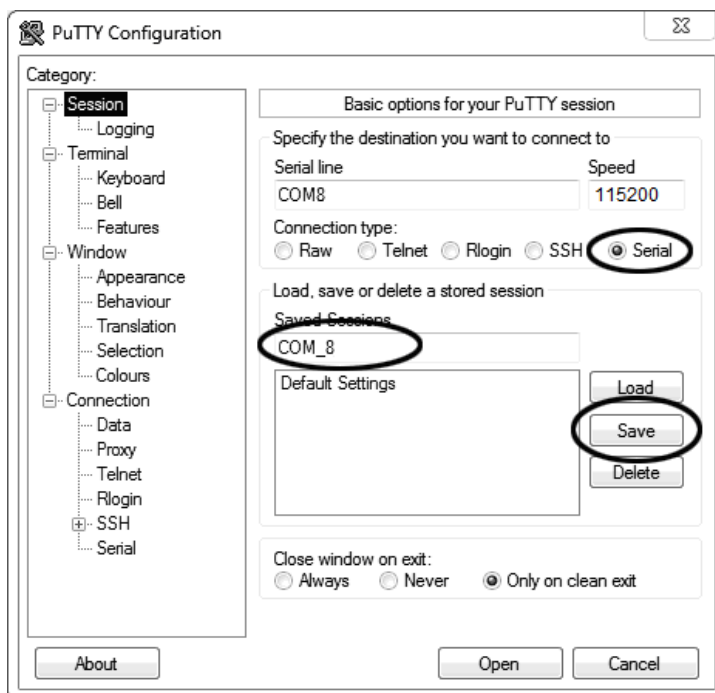 PuTTY Configuration
Category:
Session
Logging
Terminal
Keyboard
Bell
Features
Window
Appearance
Behaviour
Translation
Selection
Colours
Connection
Data
Proxy
Telnet
Rlogin
SSH
Serial
Basic options for your PuTTY session
Specify the destination you want to connect to
Serial line Speed
COM8 115200
Connection type:
Raw Telnet Rlogin SSH Serial
Load, save or delete a stored session
Saved Sessions
COM_8
Default Settings
Load
Save
Delete
Close window on exit:
Always Never Only on clean exit
About Open Cancel